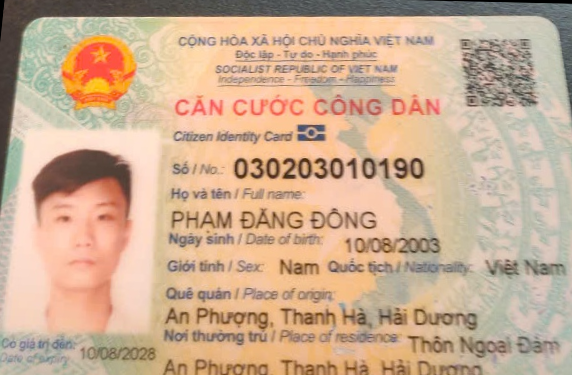 CỘNG HÒA XÃ HỘI CHỦ NGHĨA VIỆT NAM
Độc lập - Tự do - Hạnh phúc
SOCIALIST REPUBLIC OF VIET NAM
Independence - Freedom - Happiness
CĂN CƯỚC CÔNG DÂN
Citizen Identity Card
Số / No.: 030203010190
Họ và tên / Full name:
PHẠM ĐĂNG ĐÔNG
Ngày sinh / Date of birth: 10/08/2003
Giới tính / Sex: Nam Quốc tịch / Nationality: Việt Nam
Quê quán / Place of origin:
An Phượng, Thanh Hà, Hải Dương
Nơi thường trú / Place of residence: Thôn Ngoại Đàm
An Phượng, Thanh Hà, Hải Dương
Có giá trị đến: 10/08/2028
Date of expiry